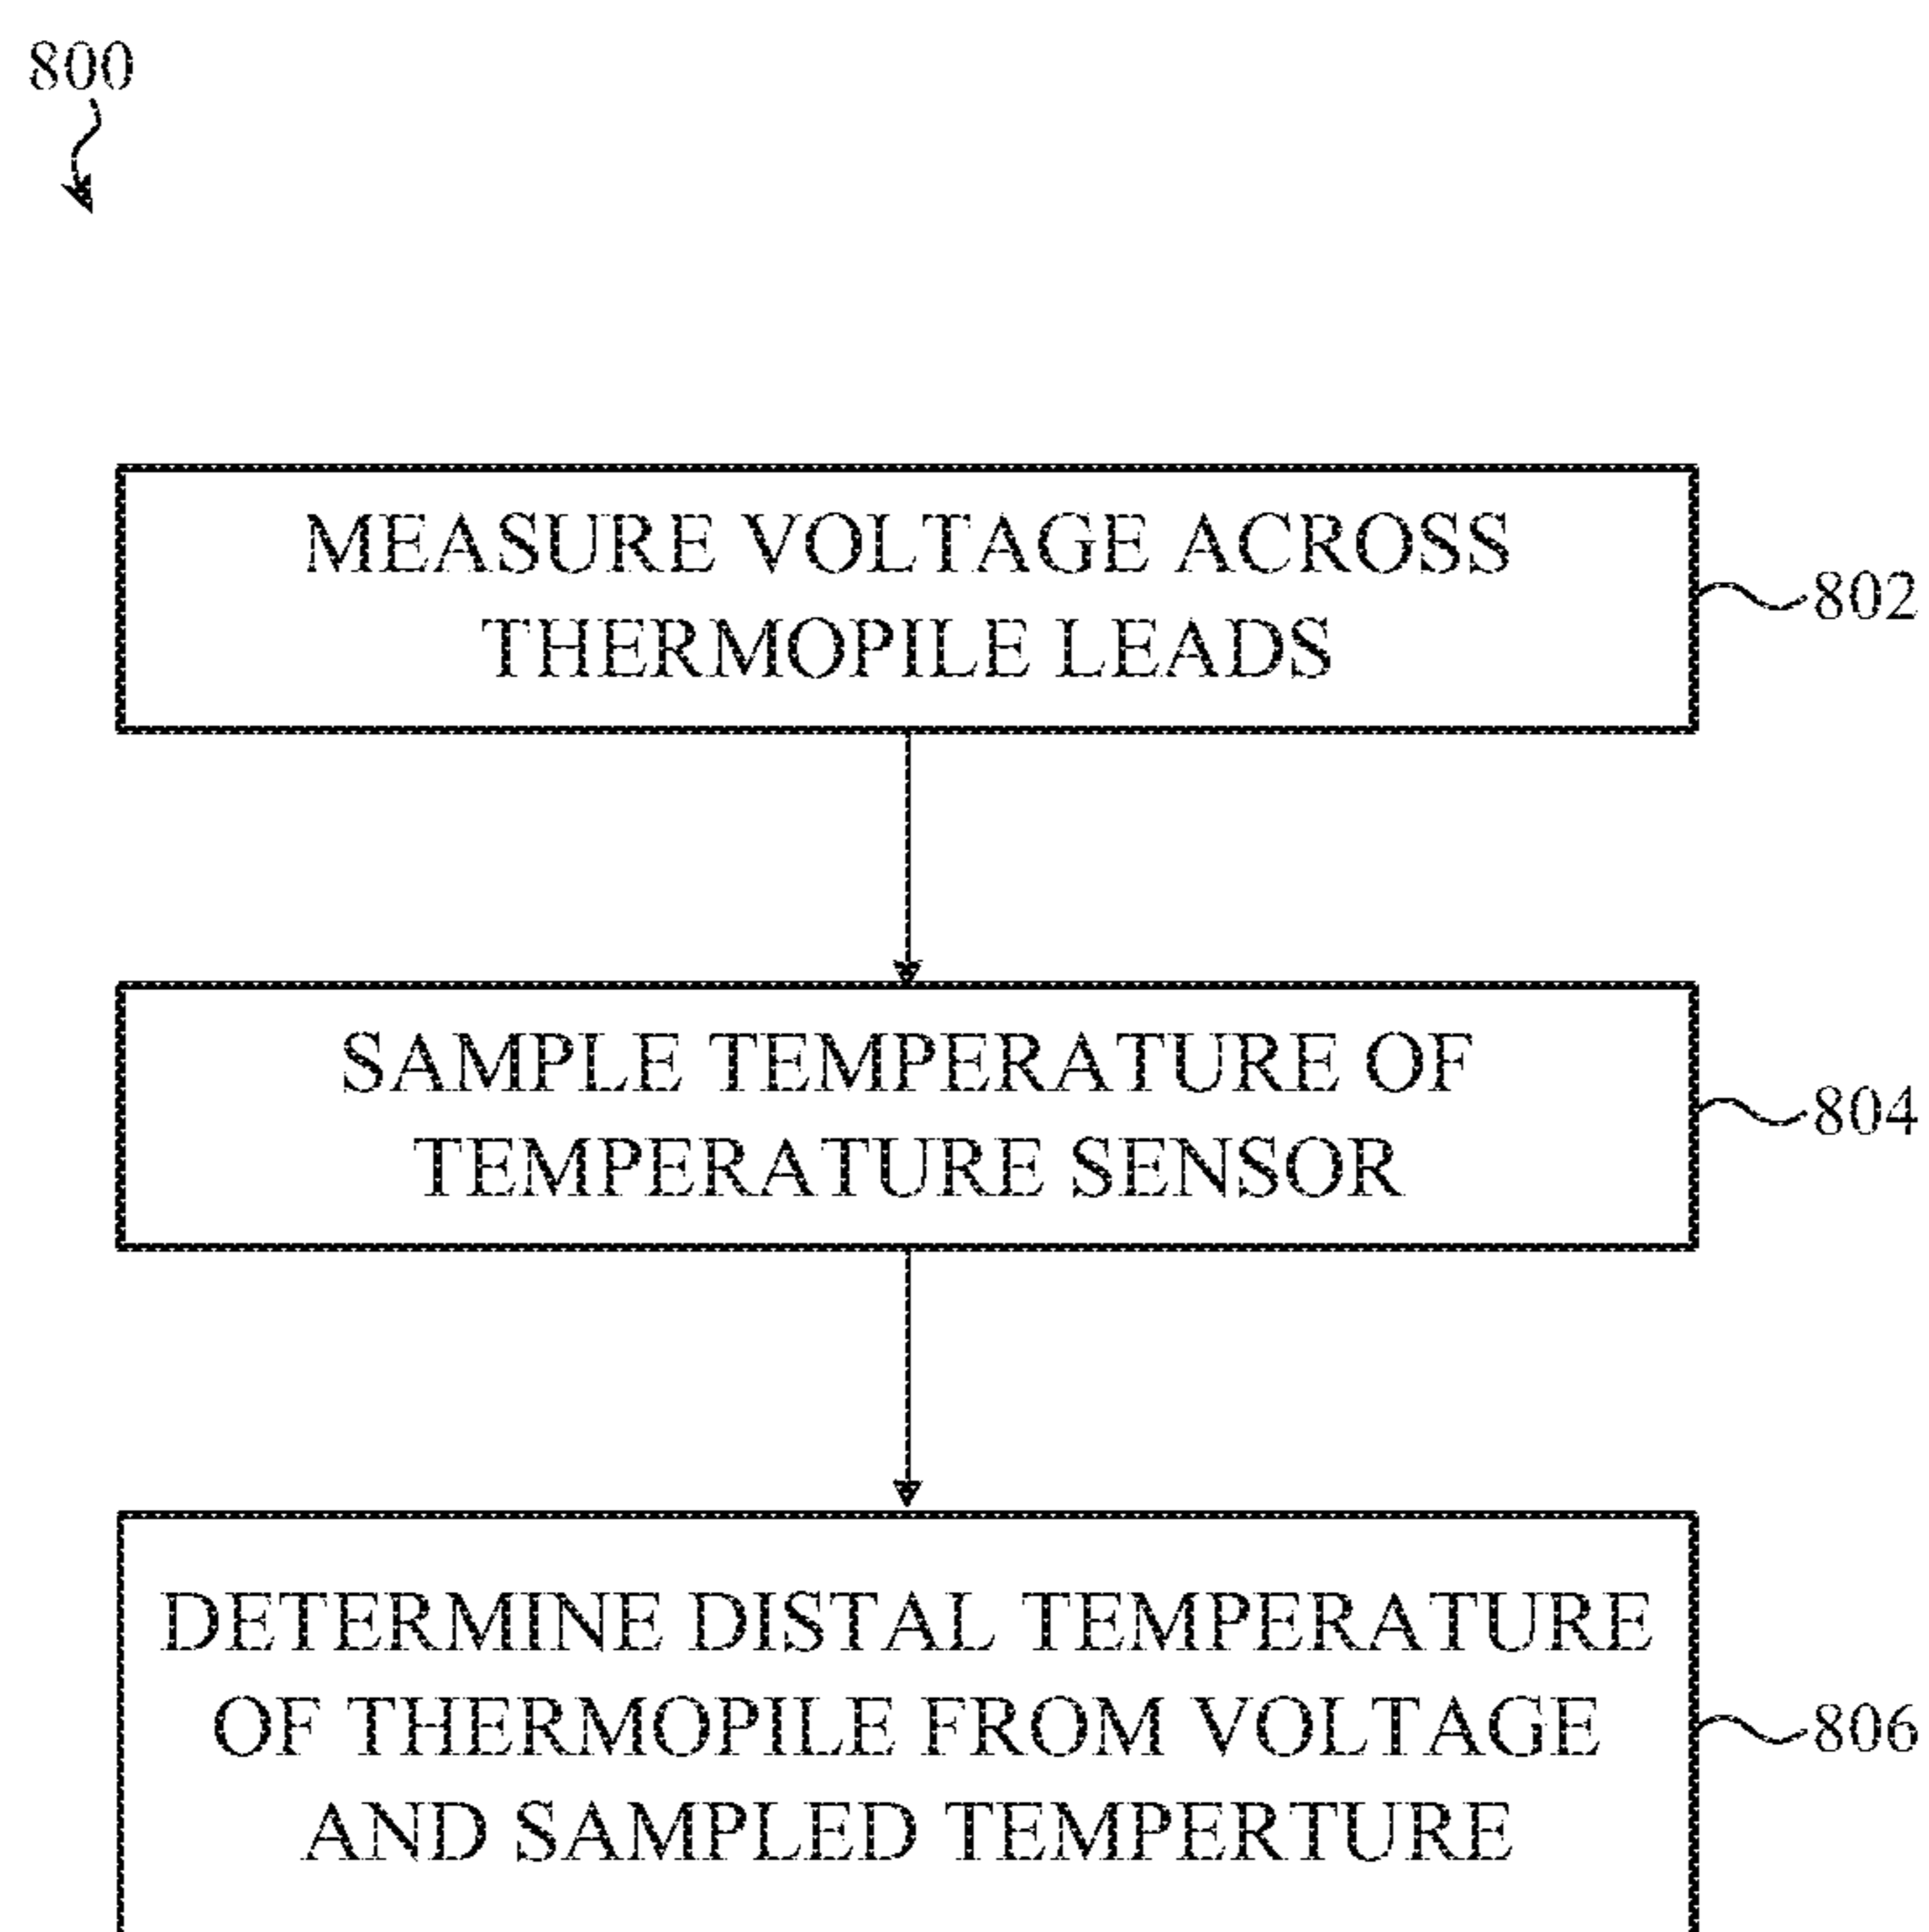 800
MEASURE VOLTAGE ACROSS
THERMOPILE LEADS
802
SAMPLE TEMPERATURE OF
TEMPERATURE SENSOR
804
DETERMINE DISTAL TEMPERATURE
OF THERMOPILE FROM VOLTAGE
AND SAMPLED TEMPERTURE
806